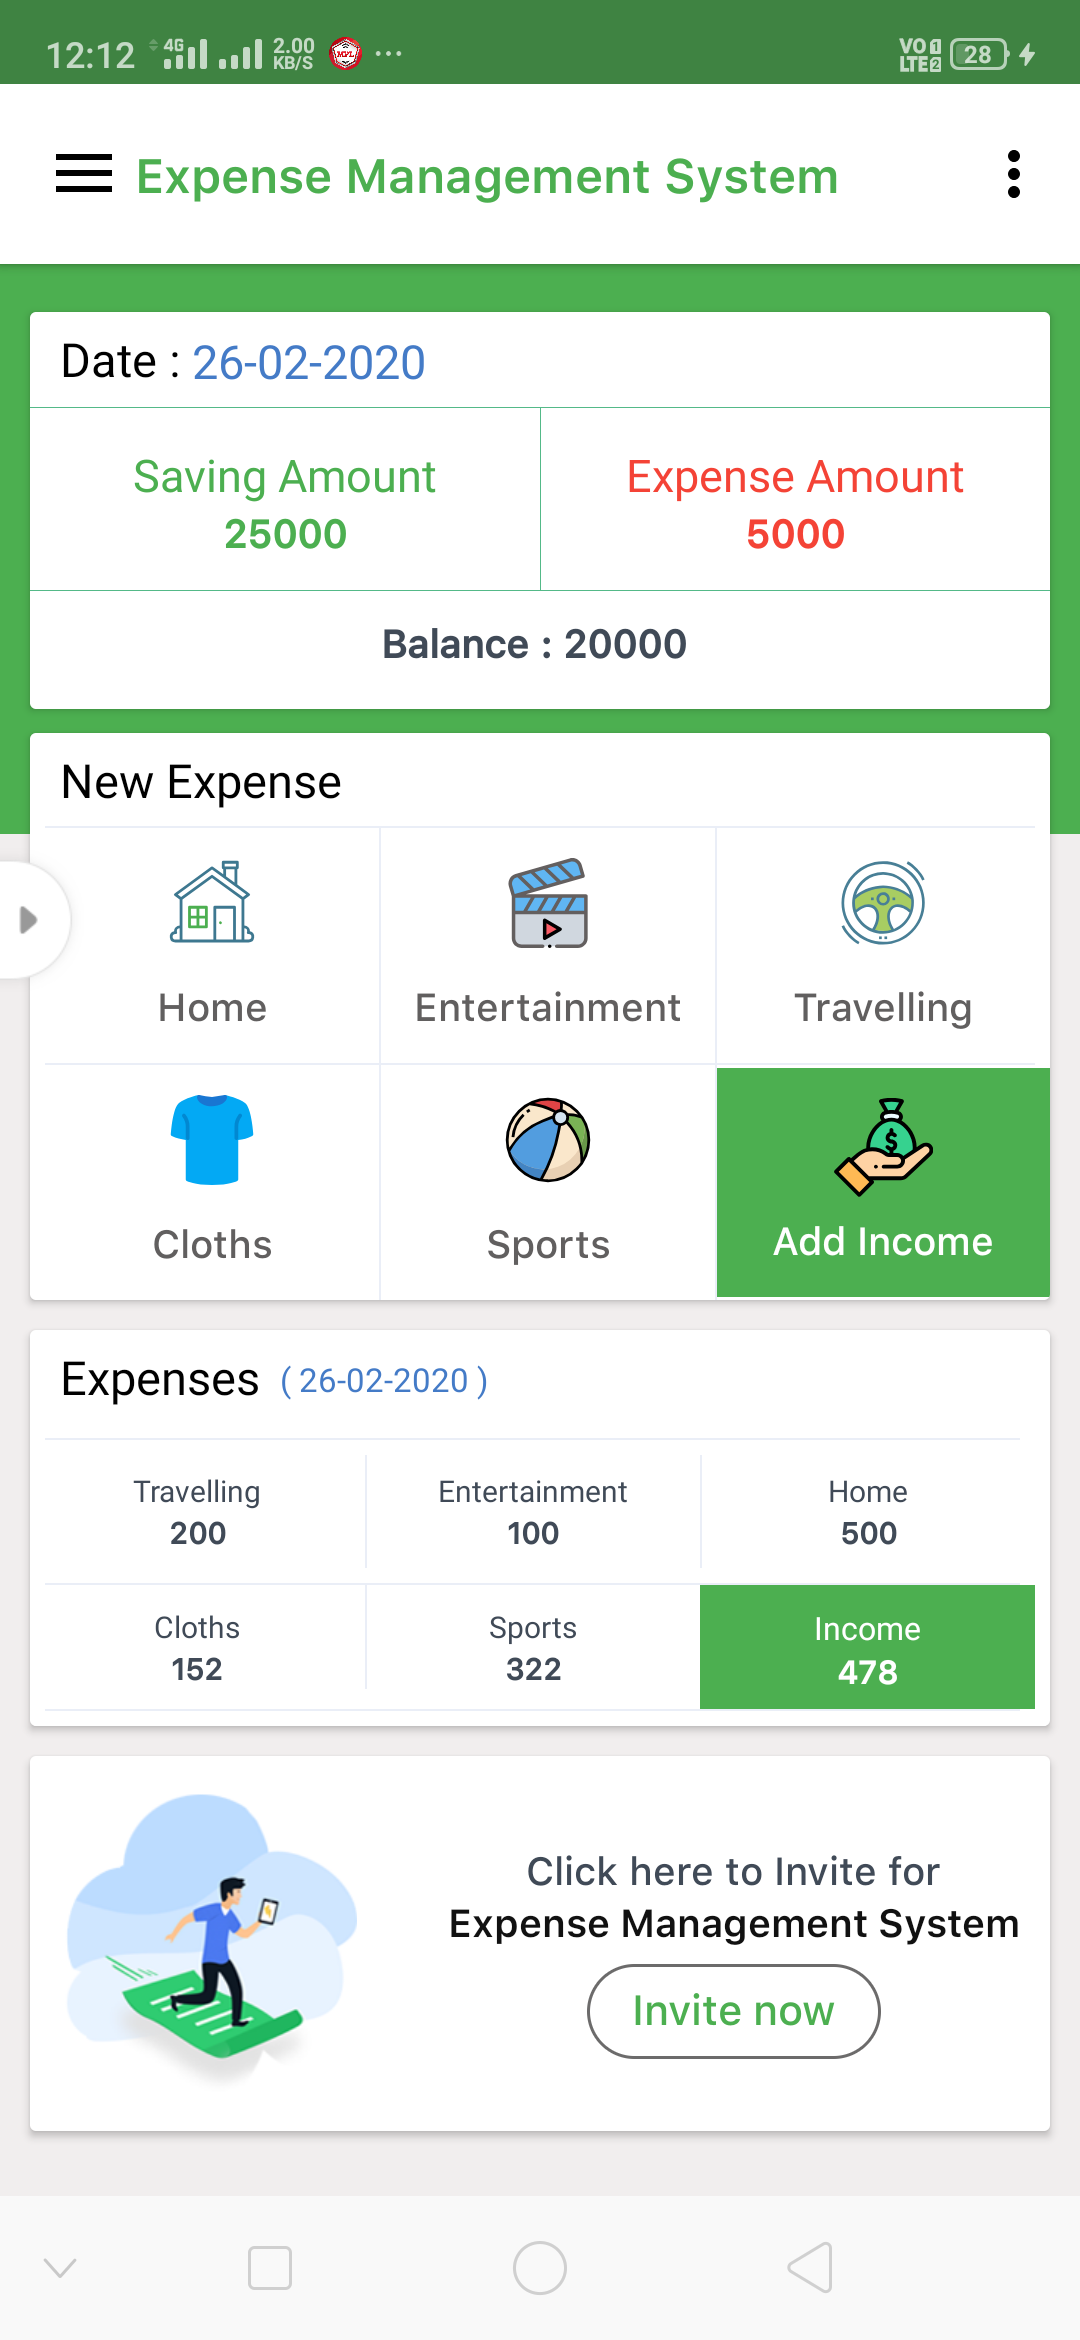 12:12 4G 2.00 KB/S MPL ... VO 1 LTE 2 28
Expense Management System
Date : 26-02-2020
Saving Amount Expense Amount
25000 5000
Balance : 20000
New Expense
Home Entertainment Travelling
Cloths Sports Add Income
Expenses ( 26-02-2020 )
Travelling Entertainment Home
200 100 500
Cloths Sports Income
152 322 478
Click here to Invite for
Expense Management System
Invite now